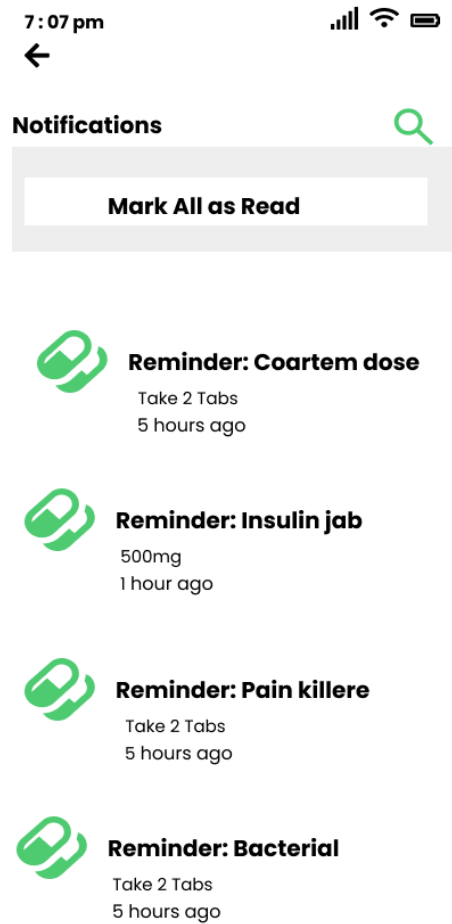 7:07 pm
Notifications
Mark All as Read
Reminder: Coartem dose
Take 2 Tabs
5 hours ago
Reminder: Insulin jab
500mg
1 hour ago
Reminder: Pain killere
Take 2 Tabs
5 hours ago
Reminder: Bacterial
Take 2 Tabs
5 hours ago